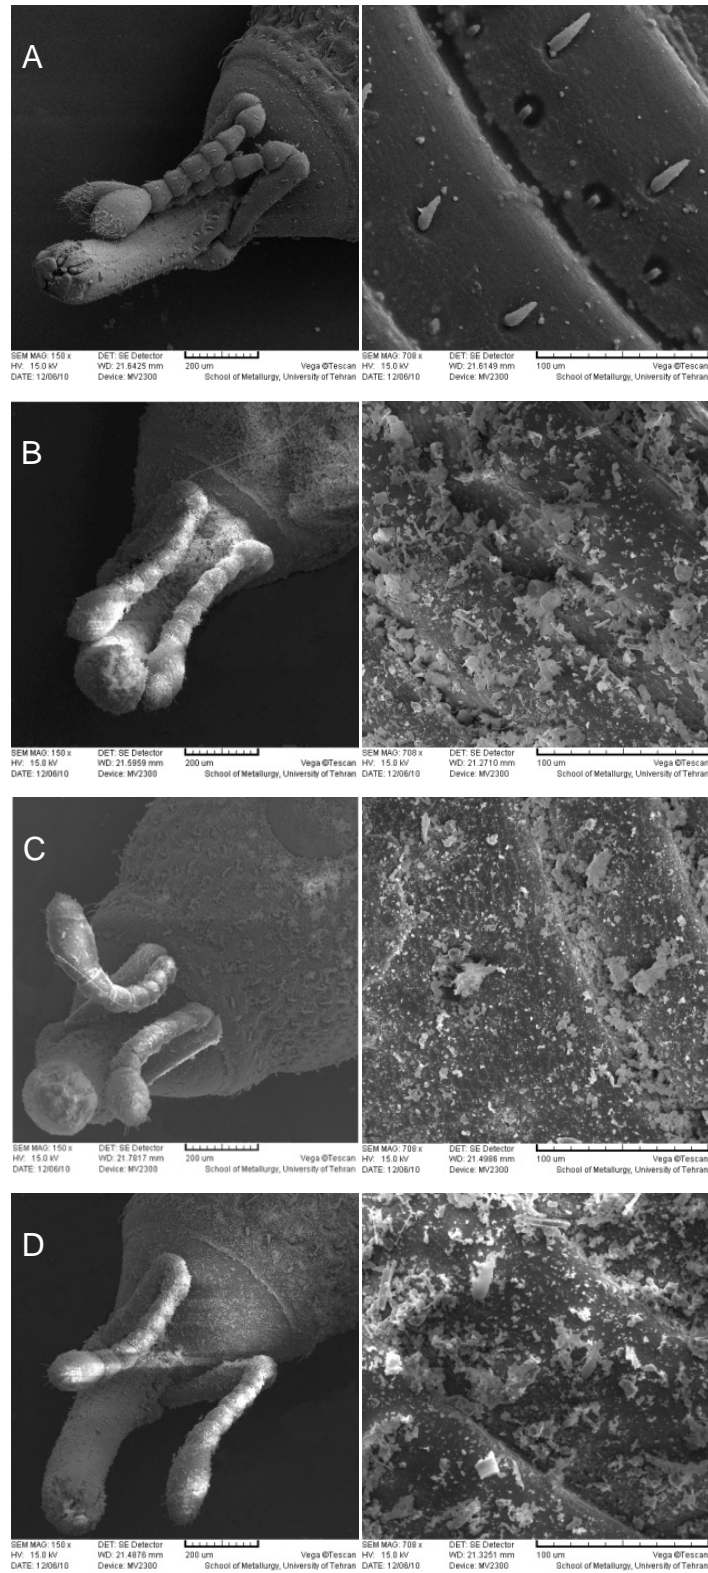 A
SEM MAG: 150 x DET: SE Detector
HV: 15.0 kV WD: 21.6425 mm 200 um Vega ©Tescan
DATE: 12/06/10 Device: MV2300 School of Metallurgy, University of Tehran
SEM MAG: 708 x DET: SE Detector
HV: 15.0 kV WD: 21.6149 mm 100 um Vega ©Tescan
DATE: 12/06/10 Device: MV2300 School of Metallurgy, University of Tehran
B
SEM MAG: 150 x DET: SE Detector
HV: 15.0 kV WD: 21.5959 mm 200 um Vega ©Tescan
DATE: 12/06/10 Device: MV2300 School of Metallurgy, University of Tehran
SEM MAG: 708 x DET: SE Detector
HV: 15.0 kV WD: 21.2710 mm 100 um Vega ©Tescan
DATE: 12/06/10 Device: MV2300 School of Metallurgy, University of Tehran
C
SEM MAG: 150 x DET: SE Detector
HV: 15.0 kV WD: 21.7817 mm 200 um Vega ©Tescan
DATE: 12/06/10 Device: MV2300 School of Metallurgy, University of Tehran
SEM MAG: 708 x DET: SE Detector
HV: 15.0 kV WD: 21.4986 mm 100 um Vega ©Tescan
DATE: 12/06/10 Device: MV2300 School of Metallurgy, University of Tehran
D
SEM MAG: 150 x DET: SE Detector
HV: 15.0 kV WD: 21.4876 mm 200 um Vega ©Tescan
DATE: 12/06/10 Device: MV2300 School of Metallurgy, University of Tehran
SEM MAG: 708 x DET: SE Detector
HV: 15.0 kV WD: 21.3251 mm 100 um Vega ©Tescan
DATE: 12/06/10 Device: MV2300 School of Metallurgy, University of Tehran